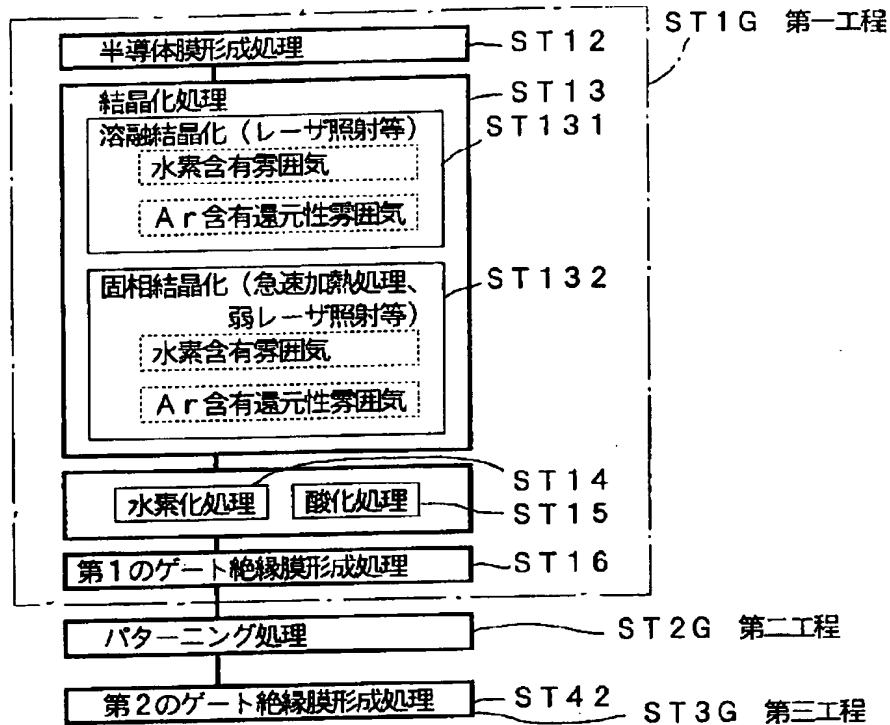 ST1G 第一工程
半導体膜形成処理 ST12
結晶化処理 ST13
溶融結晶化(レーザ照射等) ST131
水素含有雰囲気
Ar含有還元性雰囲気
固相結晶化(急速加熱処理、 ST132
弱レーザ照射等)
水素含有雰囲気
Ar含有還元性雰囲気
水素化処理 ST14
酸化処理 ST15
第1のゲート絶縁膜形成処理 ST16
パターニング処理 ST2G 第二工程
第2のゲート絶縁膜形成処理 ST42
ST3G 第三工程